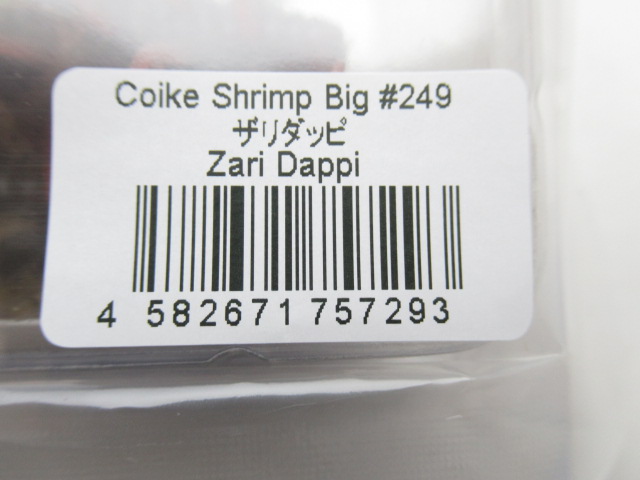 Coike Shrimp Big #249
ザリダッピ
Zari Dappi
4 582671 757293